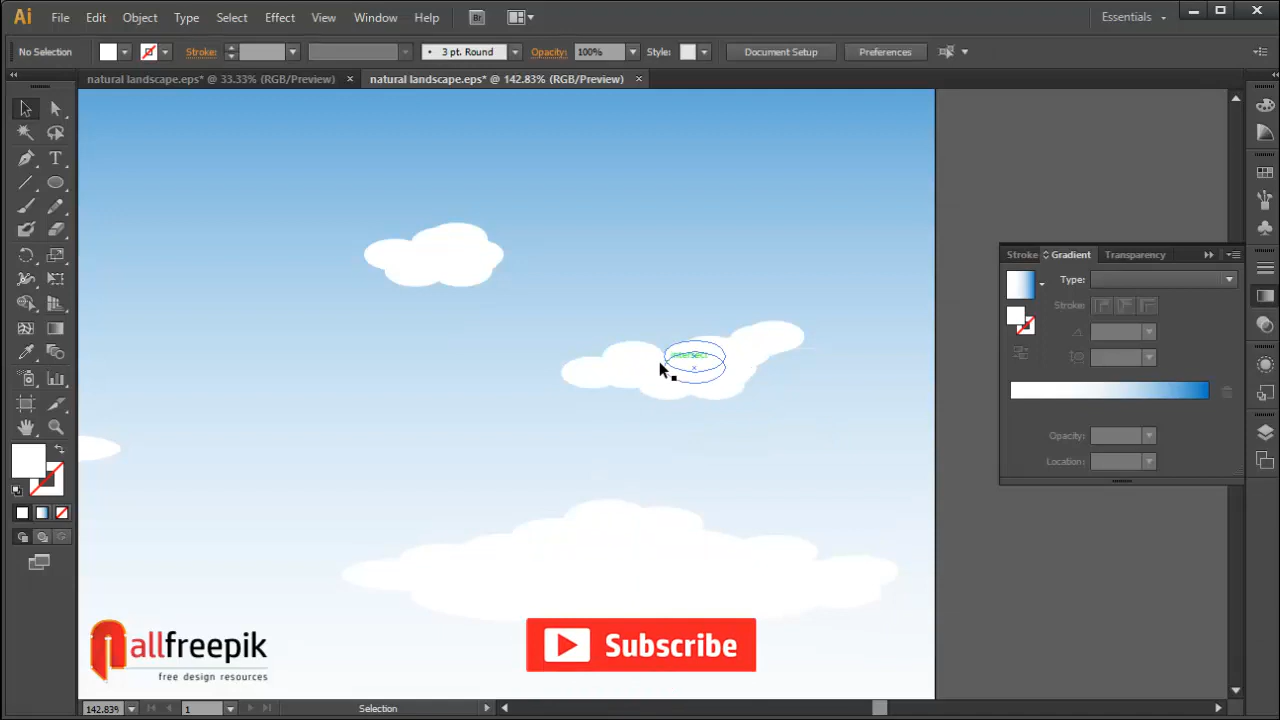 Ai File Edit Object Type Select Effect View Window Help Br Essentials
No Selection Stroke: 3 pt. Round Opacity: 100% Style: Document Setup Preferences
natural landscape.eps* @ 33.33% (RGB/Preview) × natural landscape.eps* @ 142.83% (RGB/Preview) ×
Stroke Gradient Transparency
Type:
Stroke:
Opacity:
Location:
allfreepik
free design resources
Subscribe
142.83% 1 Selection